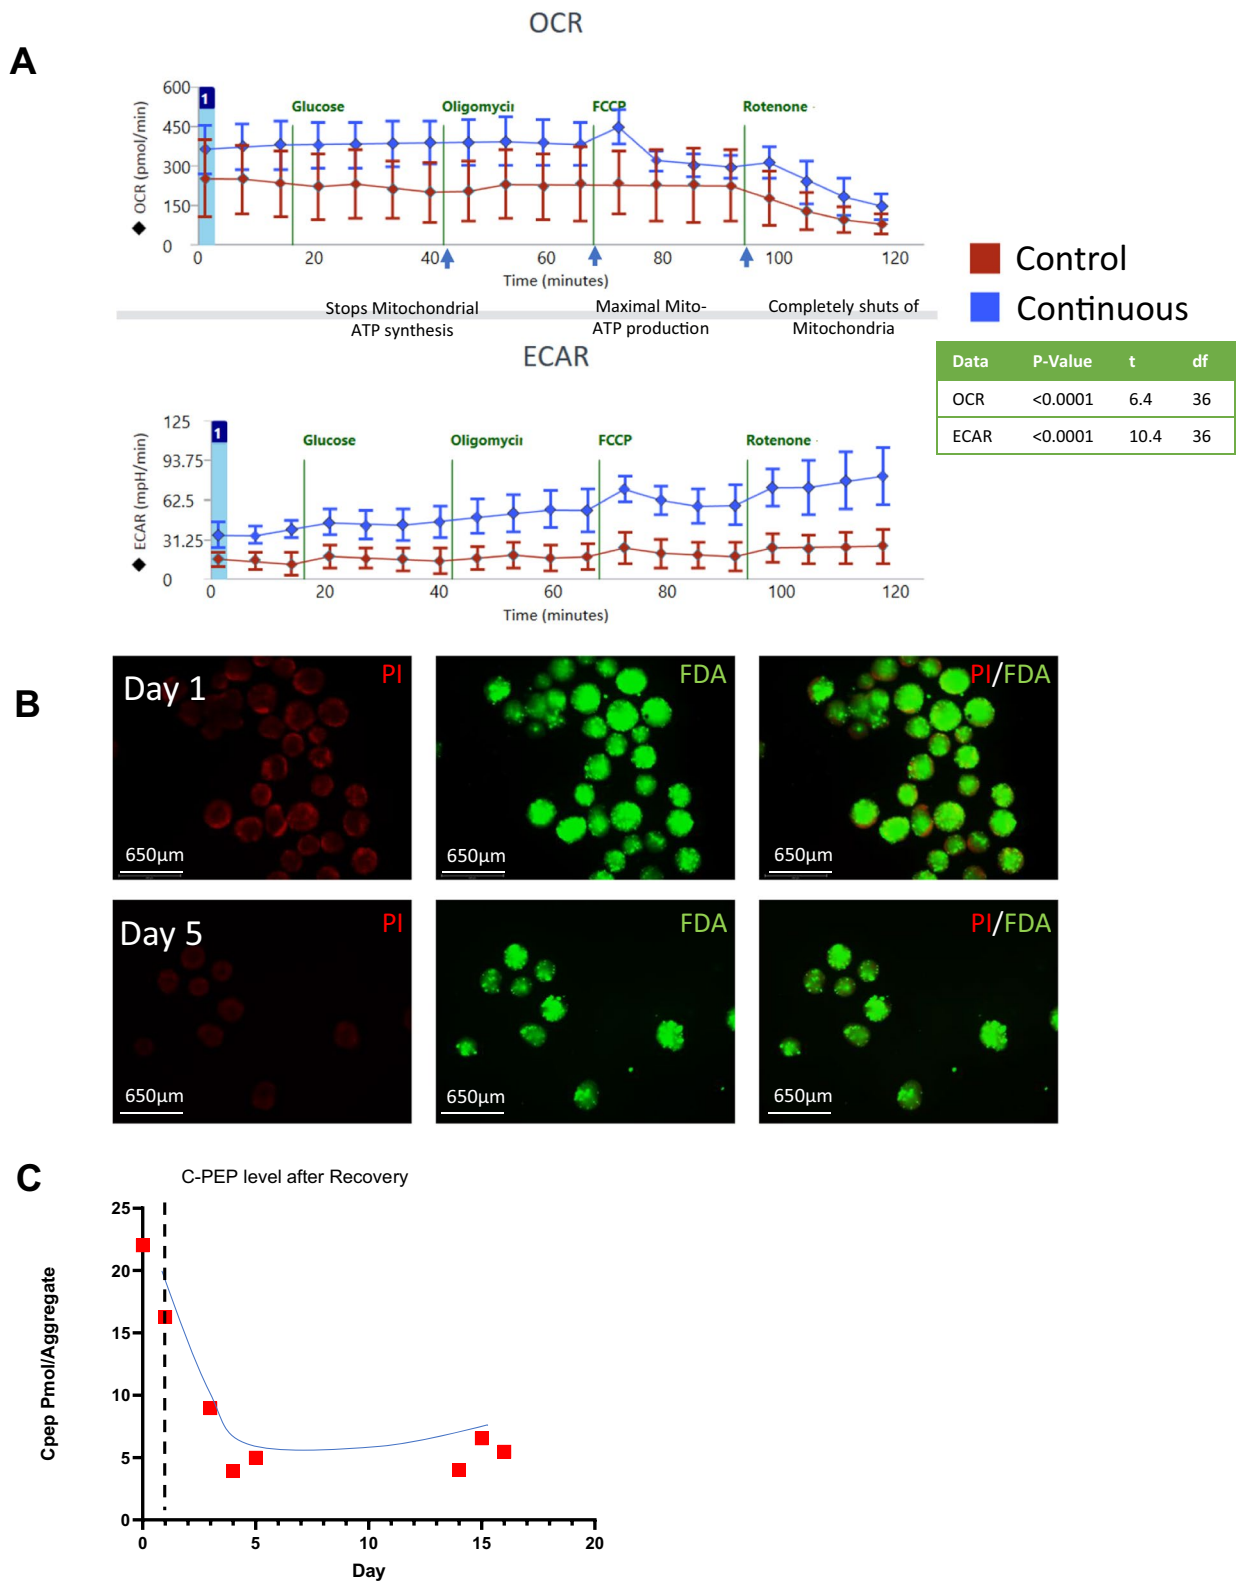 OCR
A
600
450
300
150
0
OCR (pmol/min)
1
Glucose
Oligomycii
FCCP
Rotenone
0 20 40 60 80 100 120
Time (minutes)
Stops Mitochondrial
ATP synthesis
Maximal Mito-
ATP production
Completely shuts of
Mitochondria
Control
Continuous
Data P-Value t df
OCR <0.0001 6.4 36
ECAR <0.0001 10.4 36
ECAR
125
93.75
62.5
31.25
0
ECAR (mpH/min)
1
Glucose
Oligomycii
FCCP
Rotenone
0 20 40 60 80 100 120
Time (minutes)
B
Day 1
PI
650µm
FDA
650µm
PI/FDA
650µm
Day 5
PI
650µm
FDA
650µm
PI/FDA
650µm
C
C-PEP level after Recovery
25
20
15
10
5
0
Cpep Pmol/Aggregate
0 5 10 15 20
Day